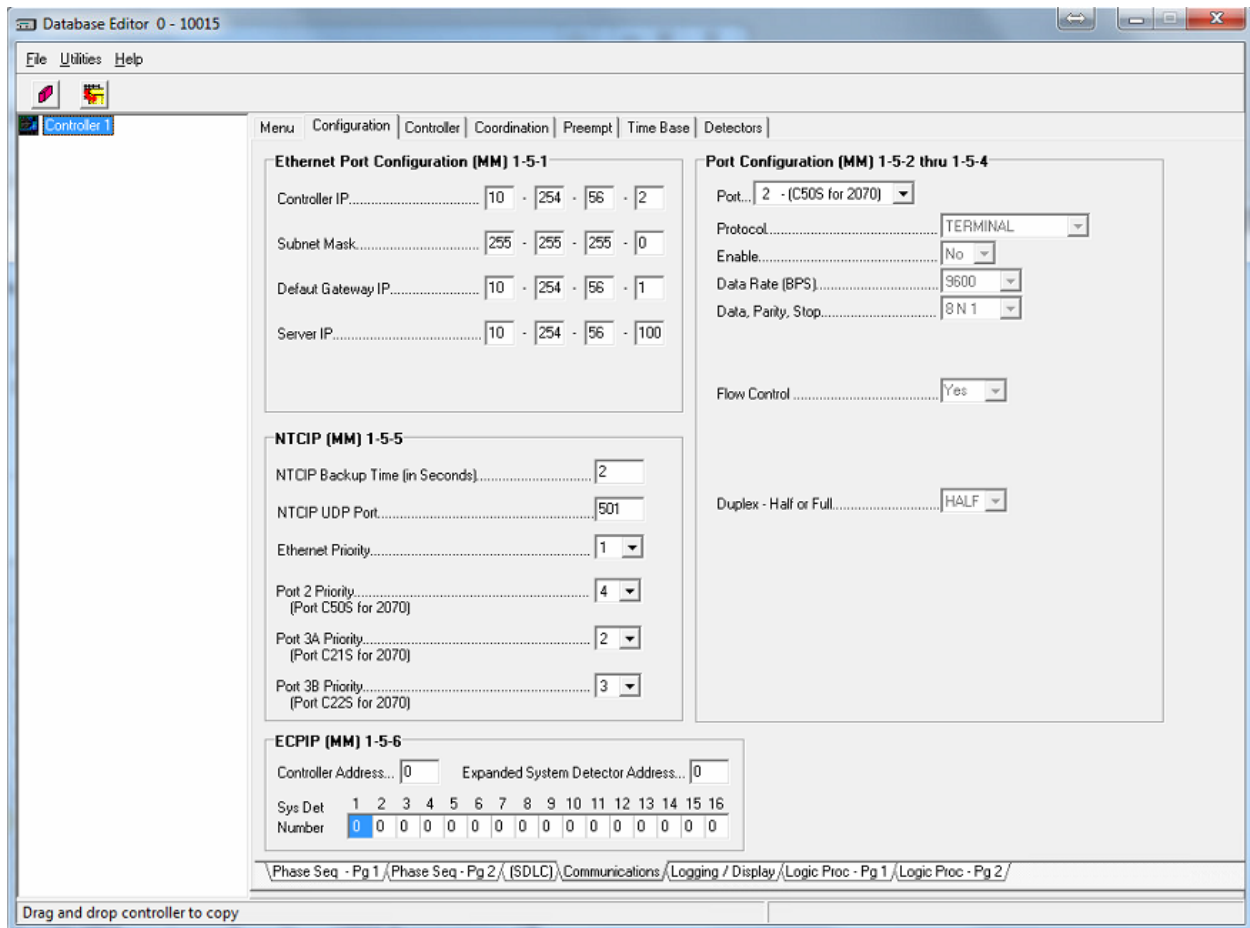 Database Editor 0 - 10015
File Utilities Help
Controller 1
Menu Configuration Controller Coordination Preempt Time Base Detectors
Ethernet Port Configuration (MM) 1-5-1
Controller IP 10 - 254 - 56 - 2
Subnet Mask 255 - 255 - 255 - 0
Defaut Gateway IP 10 - 254 - 56 - 1
Server IP 10 - 254 - 56 - 100
NTCIP (MM) 1-5-5
NTCIP Backup Time (in Seconds) 2
NTCIP UDP Port 501
Ethernet Priority 1
Port 2 Priority 4
(Port C50S for 2070)
Port 3A Priority 2
(Port C21S for 2070)
Port 3B Priority 3
(Port C22S for 2070)
Port Configuration (MM) 1-5-2 thru 1-5-4
Port... 2 - (C50S for 2070)
Protocol TERMINAL
Enable No
Data Rate (BPS) 9600
Data, Parity, Stop 8 N 1
Flow Control Yes
Duplex - Half or Full HALF
ECPIP (MM) 1-5-6
Controller Address... 0 Expanded System Detector Address... 0
Sys Det 1 2 3 4 5 6 7 8 9 10 11 12 13 14 15 16
Number 0 0 0 0 0 0 0 0 0 0 0 0 0 0 0 0
Phase Seq - Pg 1 Phase Seq - Pg 2 (SDLC) Communications Logging / Display Logic Proc - Pg 1 Logic Proc - Pg 2
Drag and drop controller to copy